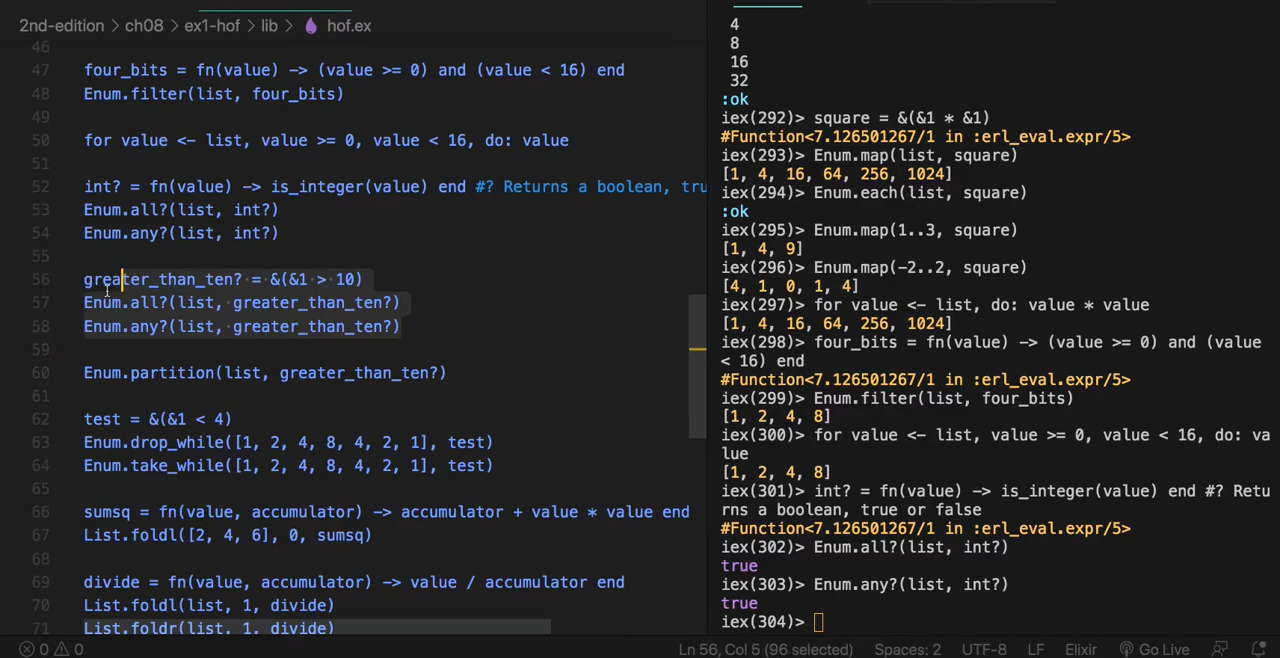 2nd-edition > ch08 > ex1-hof > lib > hof.ex
46
47 four_bits = fn(value) -> (value >= 0) and (value < 16) end
48 Enum.filter(list, four_bits)
49
50 for value <- list, value >= 0, value < 16, do: value
51
52 int? = fn(value) -> is_integer(value) end #? Returns a boolean, tru
53 Enum.all?(list, int?)
54 Enum.any?(list, int?)
55
56 greater_than_ten? = &(&1 > 10)
57 Enum.all?(list, greater_than_ten?)
58 Enum.any?(list, greater_than_ten?)
59
60 Enum.partition(list, greater_than_ten?)
61
62 test = &(&1 < 4)
63 Enum.drop_while([1, 2, 4, 8, 4, 2, 1], test)
64 Enum.take_while([1, 2, 4, 8, 4, 2, 1], test)
65
66 sumsq = fn(value, accumulator) -> accumulator + value * value end
67 List.foldl([2, 4, 6], 0, sumsq)
68
69 divide = fn(value, accumulator) -> value / accumulator end
70 List.foldl(list, 1, divide)
71 List.foldr(list, 1, divide)
4
8
16
32
:ok
iex(292)> square = &(&1 * &1)
#Function<7.126501267/1 in :erl_eval.expr/5>
iex(293)> Enum.map(list, square)
[1, 4, 16, 64, 256, 1024]
iex(294)> Enum.each(list, square)
:ok
iex(295)> Enum.map(1..3, square)
[1, 4, 9]
iex(296)> Enum.map(-2..2, square)
[4, 1, 0, 1, 4]
iex(297)> for value <- list, do: value * value
[1, 4, 16, 64, 256, 1024]
iex(298)> four_bits = fn(value) -> (value >= 0) and (value
< 16) end
#Function<7.126501267/1 in :erl_eval.expr/5>
iex(299)> Enum.filter(list, four_bits)
[1, 2, 4, 8]
iex(300)> for value <- list, value >= 0, value < 16, do: va
lue
[1, 2, 4, 8]
iex(301)> int? = fn(value) -> is_integer(value) end #? Retu
rns a boolean, true or false
#Function<7.126501267/1 in :erl_eval.expr/5>
iex(302)> Enum.all?(list, int?)
true
iex(303)> Enum.any?(list, int?)
true
iex(304)>
0 0 Ln 56, Col 5 (96 selected) Spaces: 2 UTF-8 LF Elixir Go Live